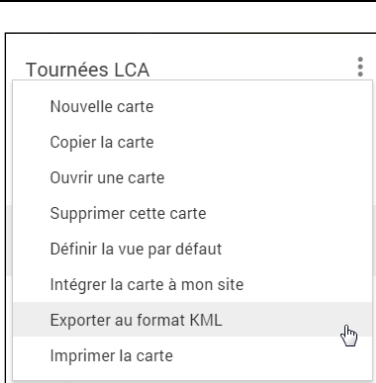 Tournées LCA
Nouvelle carte
Copier la carte
Ouvrir une carte
Supprimer cette carte
Définir la vue par défaut
Intégrer la carte à mon site
Exporter au format KML
Imprimer la carte